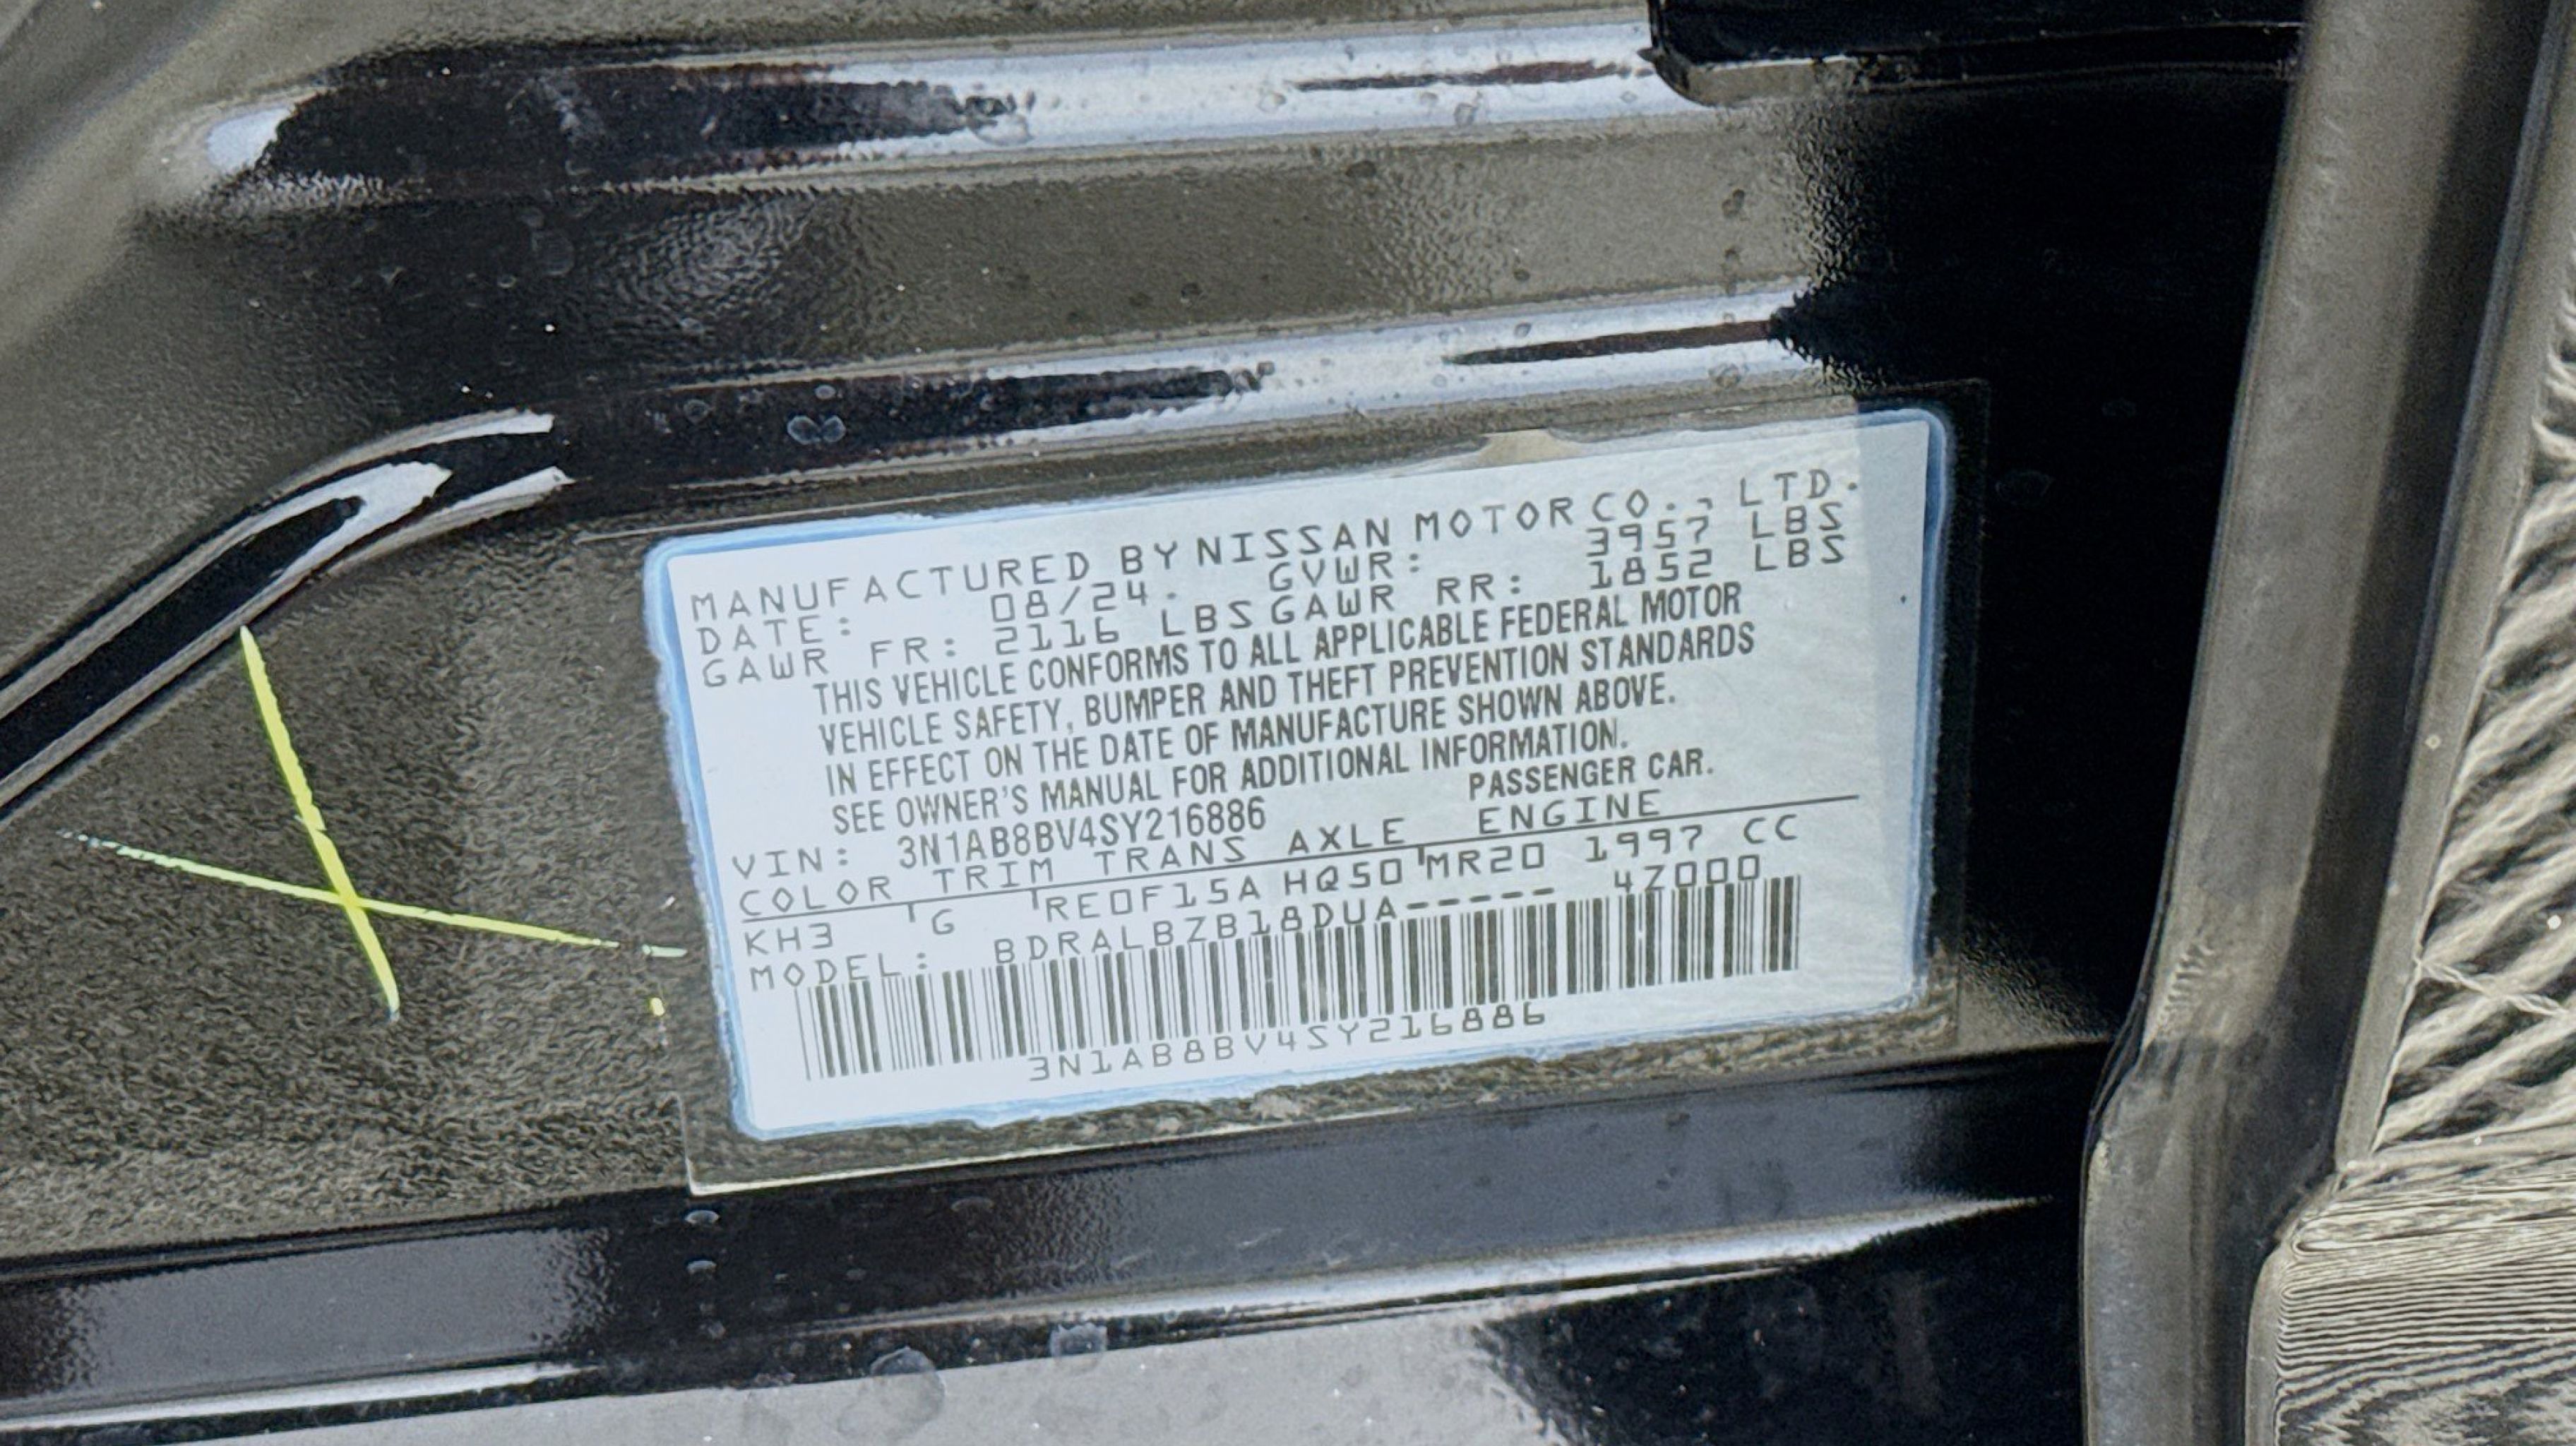 MANUFACTURED BY NISSAN MOTOR CO., LTD.
DATE: 08/24. GVWR: 3957 LBS
GAWR FR: 2116 LBS GAWR RR: 1852 LBS
THIS VEHICLE CONFORMS TO ALL APPLICABLE FEDERAL MOTOR
VEHICLE SAFETY, BUMPER AND THEFT PREVENTION STANDARDS
IN EFFECT ON THE DATE OF MANUFACTURE SHOWN ABOVE.
SEE OWNER'S MANUAL FOR ADDITIONAL INFORMATION.
VIN: 3N1AB8BV4SY216886 PASSENGER CAR.
COLOR TRIM TRANS AXLE ENGINE
KH3 G RE0F15A HQ50 MR20 1997 CC
MODEL: BDRALBZB18DUA----- 4Z000
3N1AB8BV4SY216886